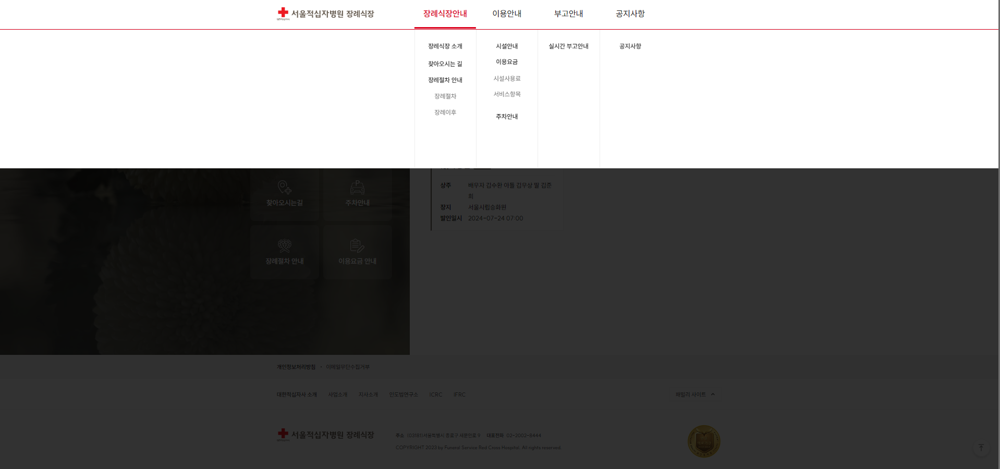 서울적십자병원 장례식장
장례식장안내 이용안내 부고안내 공지사항
장례식장 소개 시설안내 실시간 부고안내 공지사항
찾아오시는 길 이용요금
장례절차 안내 시설사용료
장례절차 서비스항목
장례이후 주차안내
상주 배우자 김수환 아들 김우상 딸 김준
희
찾아오시는길 주차안내
장지 서울시립승화원
발인일시 2024-07-24 07:00
장례절차 안내 이용요금 안내
개인정보처리방침 이메일무단수집거부
대한적십자사 소개 사업소개 지사소개 인도법연구소 ICRC IFRC 패밀리 사이트
서울적십자병원 장례식장
주소 (03181)서울특별시 종로구 새문안로 9 대표전화 02-2002-8444
COPYRIGHT 2023 by Funeral Service Red Cross Hospital. All rights reserved.